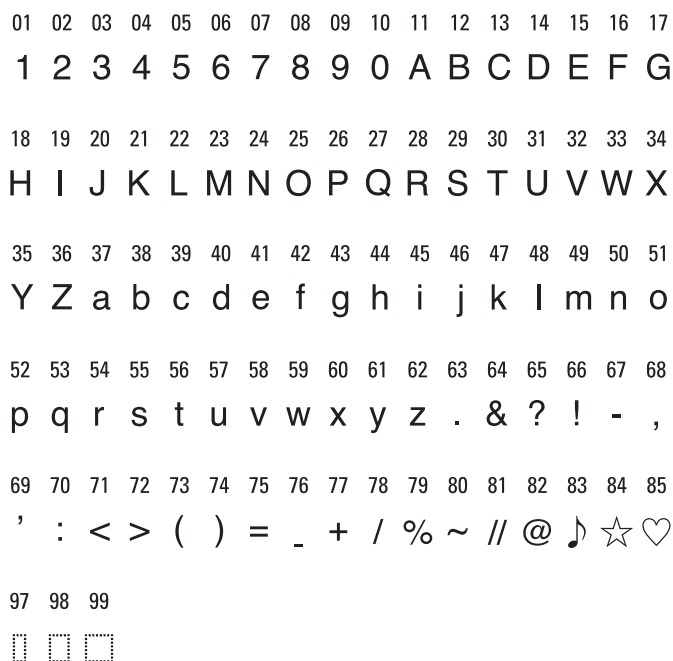 01 02 03 04 05 06 07 08 09 10 11 12 13 14 15 16 17
1 2 3 4 5 6 7 8 9 0 A B C D E F G
18 19 20 21 22 23 24 25 26 27 28 29 30 31 32 33 34
H I J K L M N O P Q R S T U V W X
35 36 37 38 39 40 41 42 43 44 45 46 47 48 49 50 51
Y Z a b c d e f g h i j k l m n o
52 53 54 55 56 57 58 59 60 61 62 63 64 65 66 67 68
p q r s t u v w x y z . & ? ! - ,
69 70 71 72 73 74 75 76 77 78 79 80 81 82 83 84 85
’ : < > ( ) = _ + / % ~ // @ ♪ ☆ ♡
97 98 99